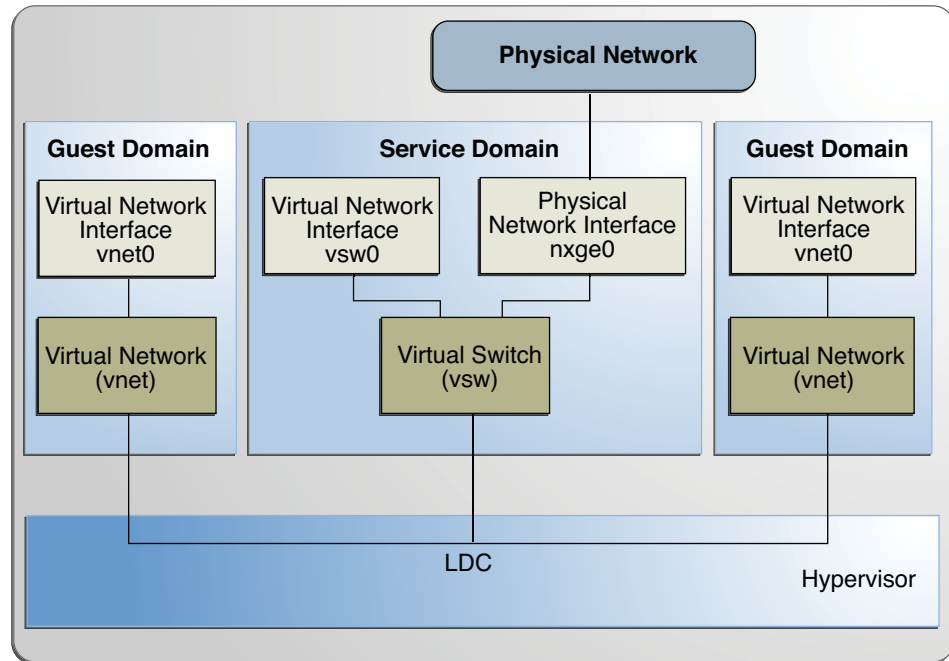 Physical Network
Guest Domain
Virtual Network
Interface
vnet0
Virtual Network
(vnet)
Service Domain
Virtual Network
Interface
vsw0
Physical
Network Interface
nxge0
Virtual Switch
(vsw)
Guest Domain
Virtual Network
Interface
vnet0
Virtual Network
(vnet)
LDC
Hypervisor